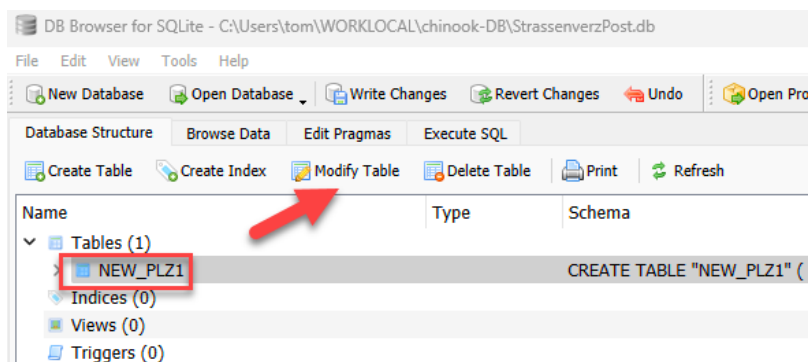 DB Browser for SQLite - C:\Users\tom\WORKLOCAL\chinook-DB\StrassenverzPost.db
File Edit View Tools Help
New Database Open Database Write Changes Revert Changes Undo Open Pro
Database Structure Browse Data Edit Pragmas Execute SQL
Create Table Create Index Modify Table Delete Table Print Refresh
Name Type Schema
Tables (1)
NEW_PLZ1 CREATE TABLE "NEW_PLZ1" (
Indices (0)
Views (0)
Triggers (0)